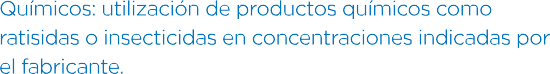 Químicos: utilización de productos químicos como
ratisidas o insecticidas en concentraciones indicadas por
el fabricante.